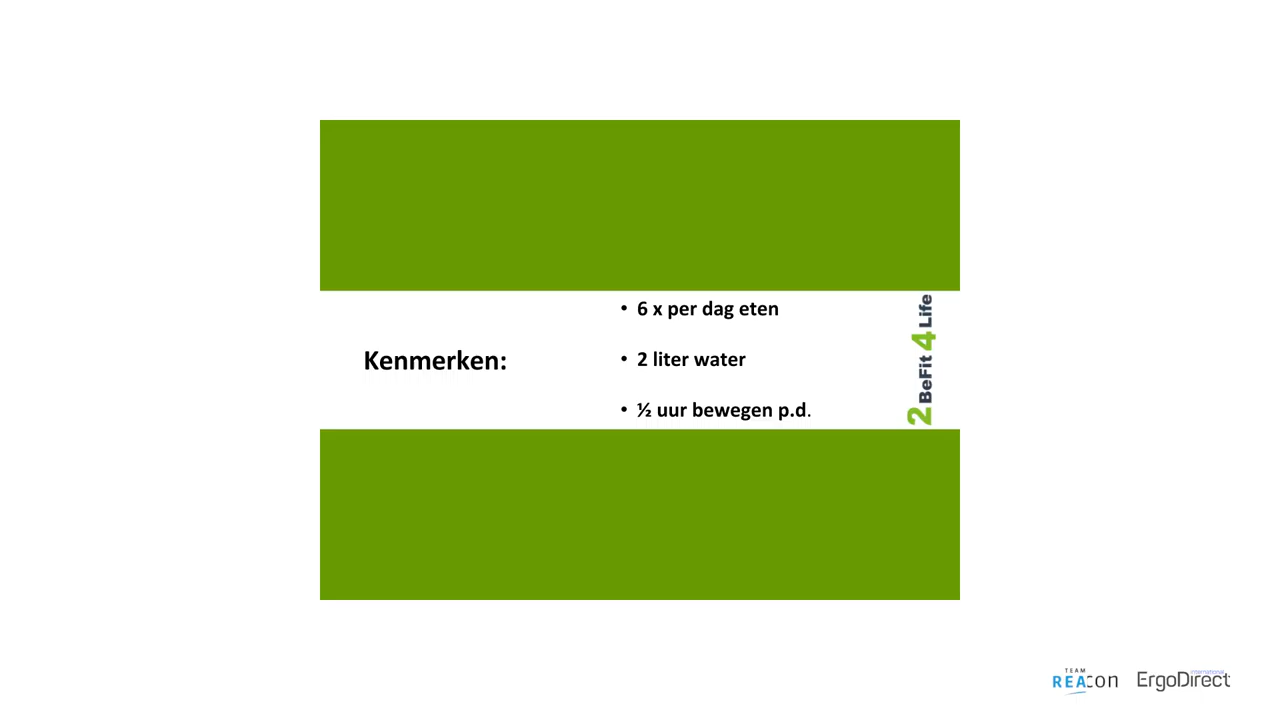 Kenmerken:
• 6 x per dag eten
• 2 liter water
• ½ uur bewegen p.d.
2 BeFit 4 Life
TEAM
REACON
international
ErgoDirect